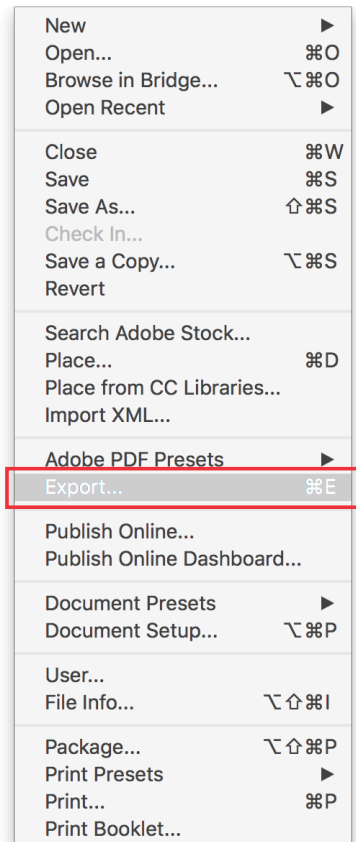 New ▶
Open... ⌘O
Browse in Bridge... ⌥⌘O
Open Recent ▶
Close ⌘W
Save ⌘S
Save As... ⇧⌘S
Check In...
Save a Copy... ⌥⌘S
Revert
Search Adobe Stock...
Place... ⌘D
Place from CC Libraries...
Import XML...
Adobe PDF Presets ▶
Export... ⌘E
Publish Online...
Publish Online Dashboard...
Document Presets ▶
Document Setup... ⌥⌘P
User...
File Info... ⌥⇧⌘I
Package... ⌥⇧⌘P
Print Presets ▶
Print... ⌘P
Print Booklet...